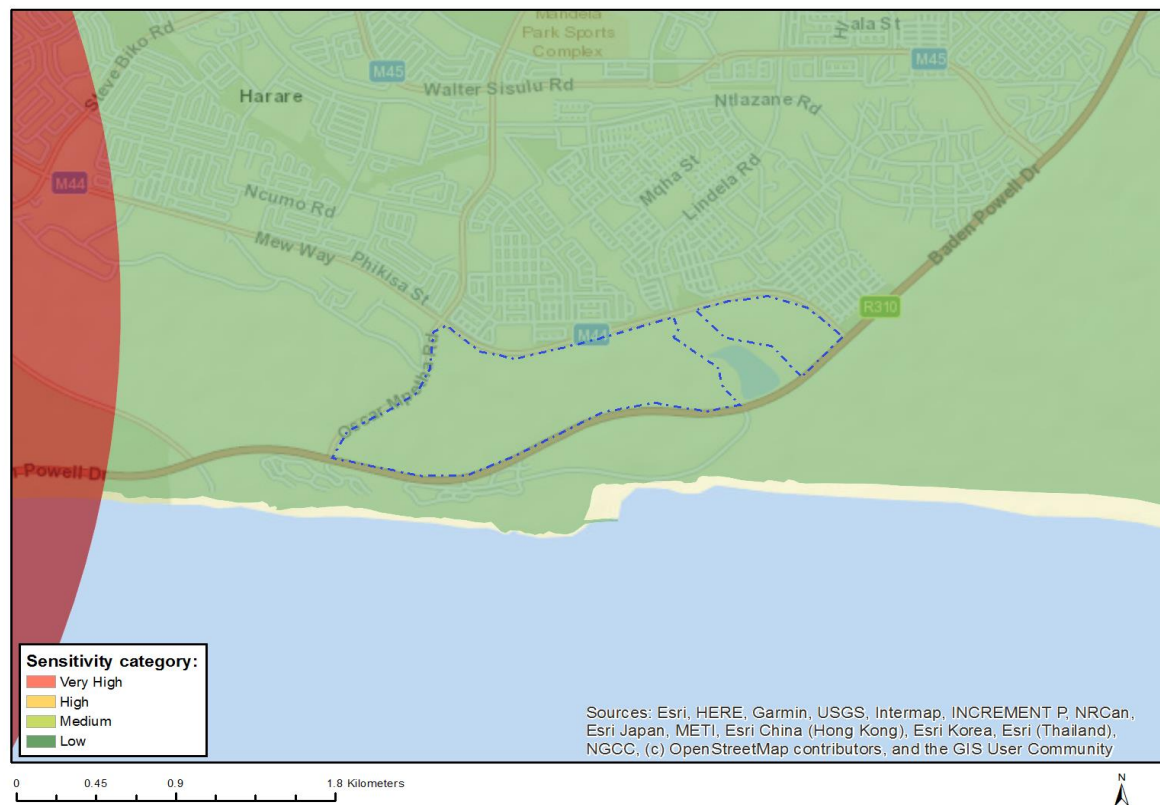 Mandela
Park Sports
Complex
Hlala St
Steve Biko Rd
M45
M45
Walter Sisulu Rd
Harare
Ntlazane Rd
M44
Mqha St
Lindela Rd
Ncumo Rd
Baden Powell Dr
Mew Way
Phikisa St
R310
M44
Oscar Mpetha Rd
Powell Dr
Sensitivity category:
Very High
High
Medium
Low
Sources: Esri, HERE, Garmin, USGS, Intermap, INCREMENT P, NRCan,
Esri Japan, METI, Esri China (Hong Kong), Esri Korea, Esri (Thailand),
NGCC, (c) OpenStreetMap contributors, and the GIS User Community
0 0.45 0.9 1.8 Kilometers
N